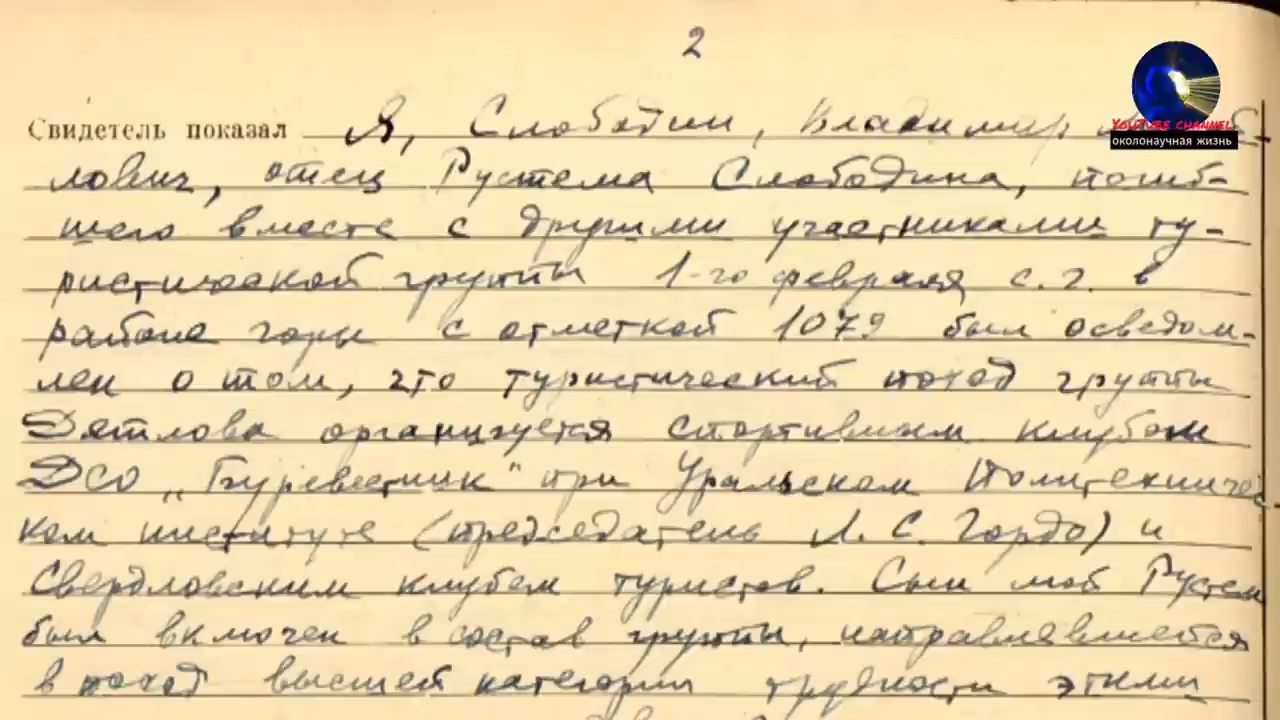 2
YouTube channel
околонаучная жизнь
Свидетель показал Я, Слободин, Владимир
лович, отец Рустема Слободина, погиб-
шего вместе с другими участниками ту-
ристической группы 1-го февраля с.г. в
районе горы с отметкой 1079 был осведом-
лен о том, что туристический поход группы
Дятлова организуется спортивным клубом
ДСО „Буревестник" при Уральском Политехничес-
ком институте (председатель Л.С. Гордо) и
Свердловским клубом туристов. Сын мой Рустем
был включен в состав группы, направлявшейся
в поход высшей категории трудности этими